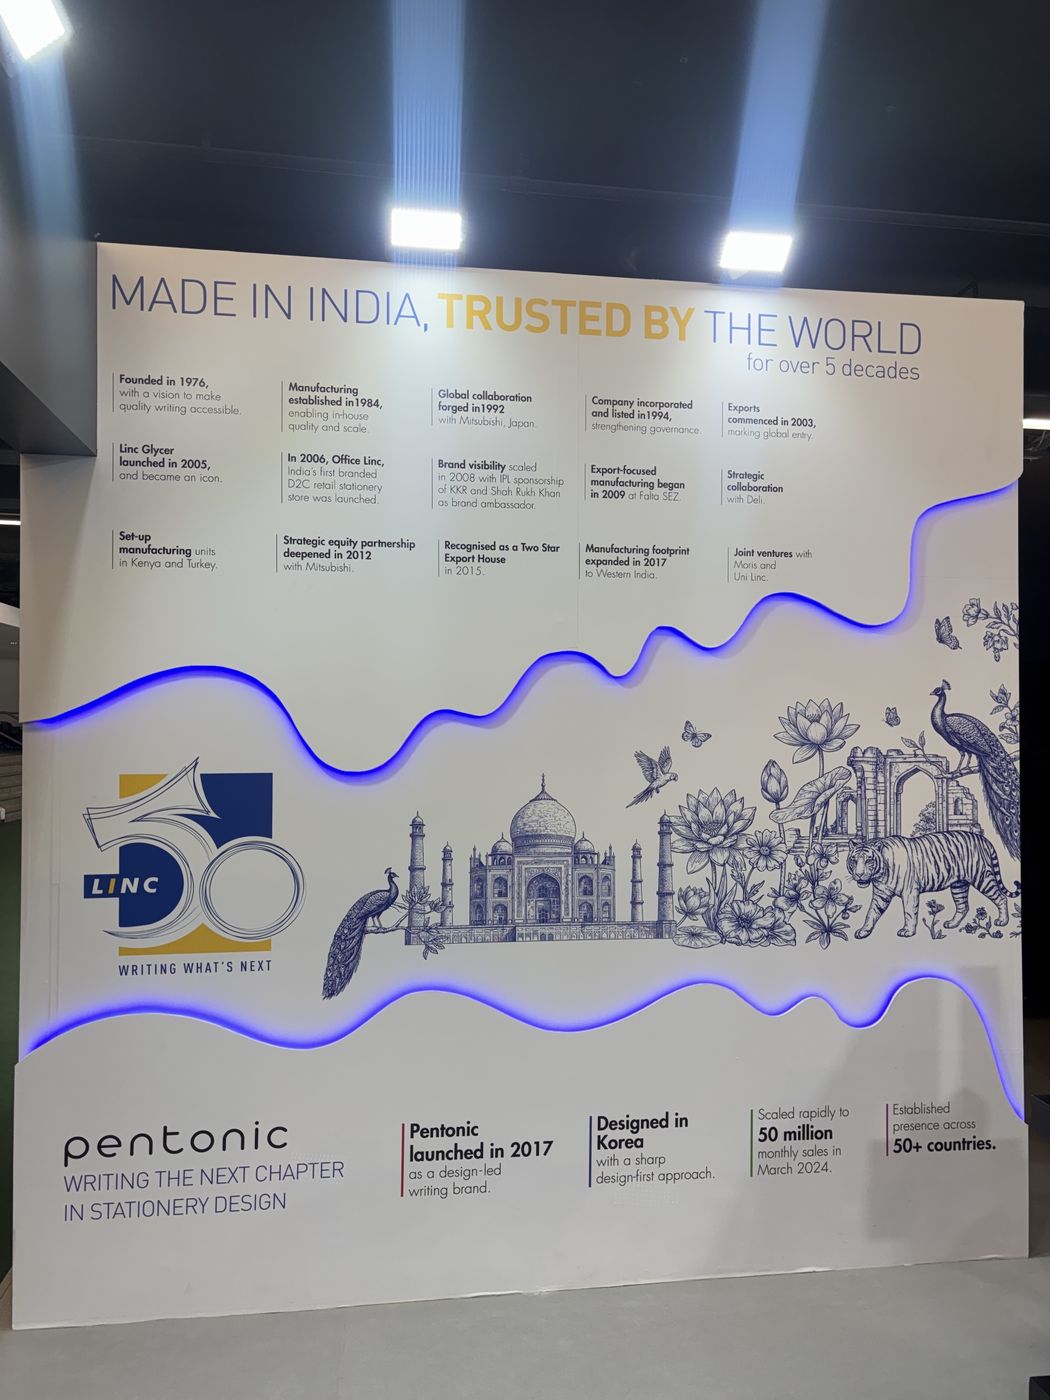 MADE IN INDIA, TRUSTED BY THE WORLD
for over 5 decades
Founded in 1976,
with a vision to make
quality writing accessible.
Manufacturing
established in1984,
enabling in-house
quality and scale.
Global collaboration
forged in1992
with Mitsubishi, Japan.
Company incorporated
and listed in1994,
strengthening governance.
Exports
commenced in 2003,
marking global entry.
Linc Glycer
launched in 2005,
and became an icon.
In 2006, Office Linc,
India's first branded
D2C retail stationery
store was launched.
Brand visibility scaled
in 2008 with IPL sponsorship
of KKR and Shah Rukh Khan
as brand ambassador.
Export-focused
manufacturing began
in 2009 at Falta SEZ.
Strategic
collaboration
with Deli.
Set-up
manufacturing units
in Kenya and Turkey.
Strategic equity partnership
deepened in 2012
with Mitsubishi.
Recognised as a Two Star
Export House
in 2015.
Manufacturing footprint
expanded in 2017
to Western India.
Joint ventures with
Moris and
Uni Linc.
50
LINC
WRITING WHAT'S NEXT
pentonic
WRITING THE NEXT CHAPTER
IN STATIONERY DESIGN
Pentonic
launched in 2017
as a design-led
writing brand.
Designed in
Korea
with a sharp
design-first approach.
Scaled rapidly to
50 million
monthly sales in
March 2024.
Established
presence across
50+ countries.